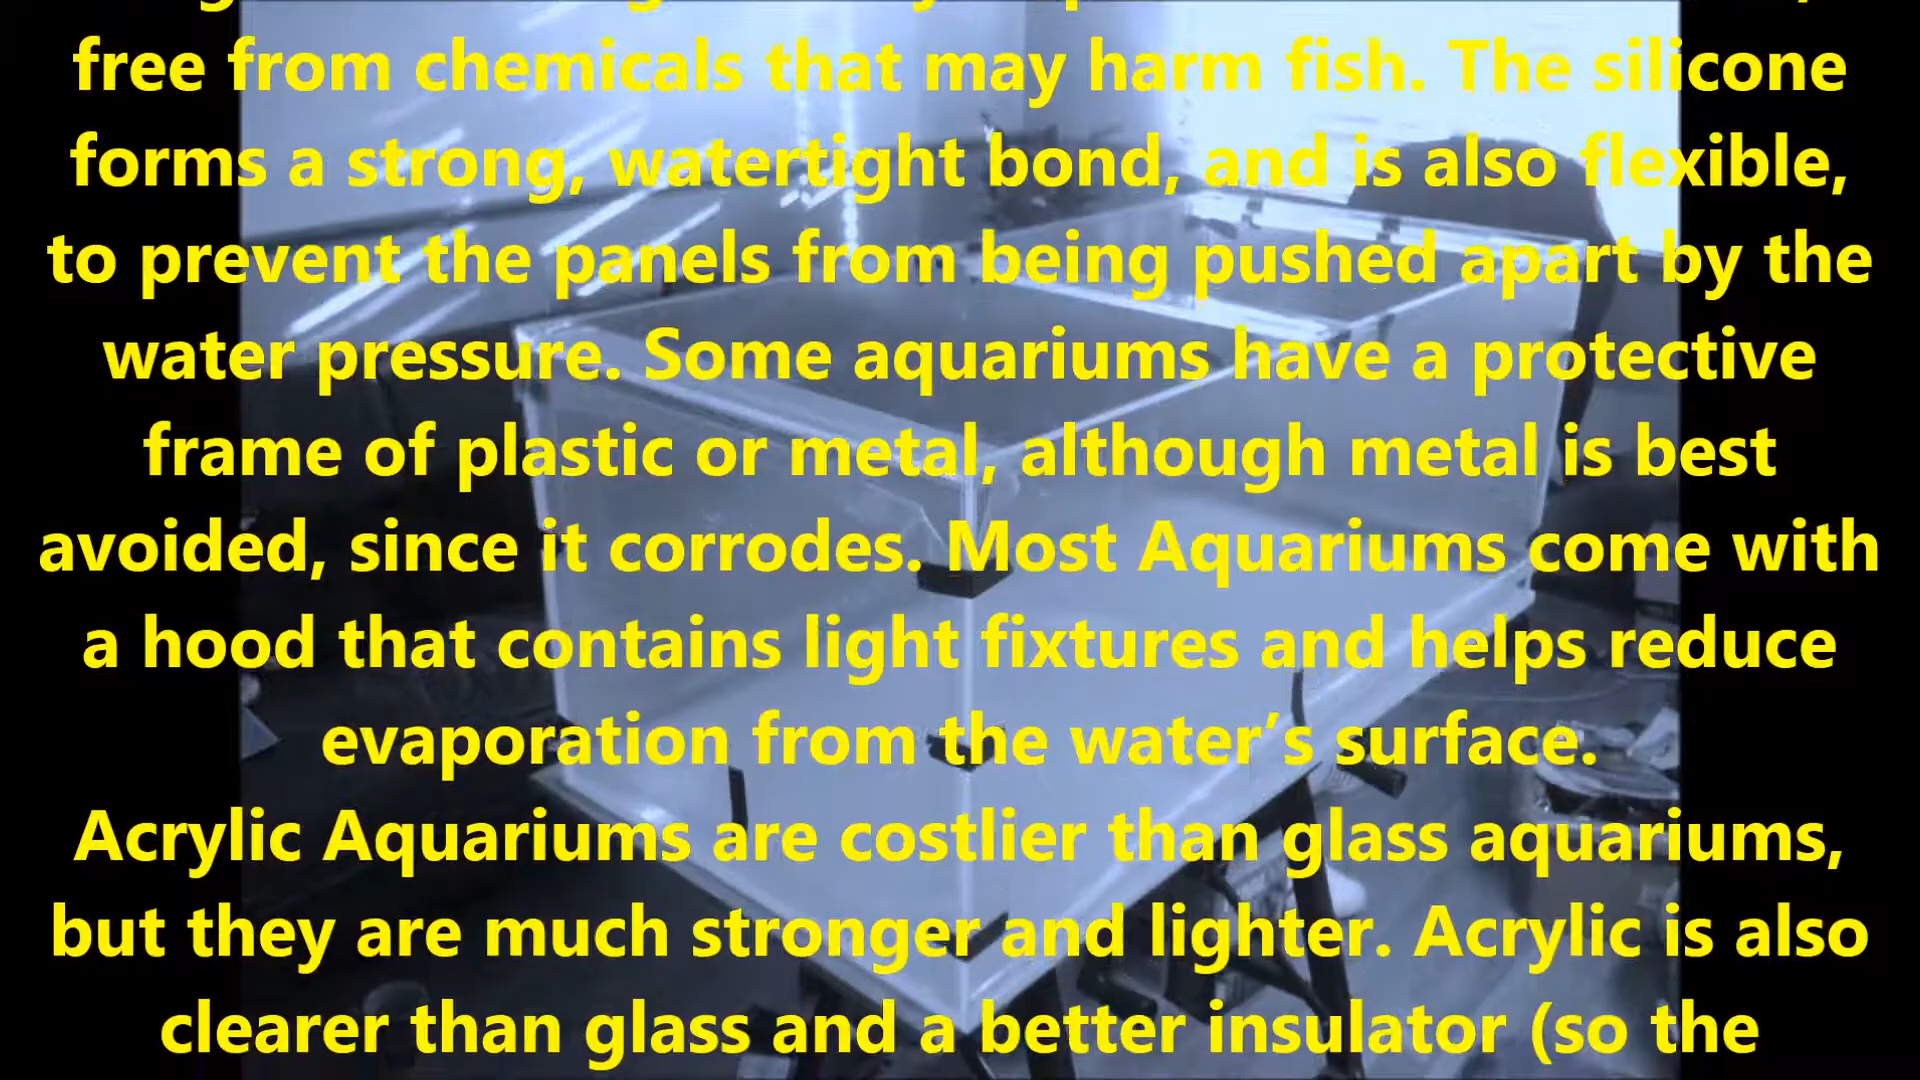 free from chemicals that may harm fish. The silicone
forms a strong, watertight bond, and is also flexible,
to prevent the panels from being pushed apart by the
water pressure. Some aquariums have a protective
frame of plastic or metal, although metal is best
avoided, since it corrodes. Most Aquariums come with
a hood that contains light fixtures and helps reduce
evaporation from the water’s surface.
Acrylic Aquariums are costlier than glass aquariums,
but they are much stronger and lighter. Acrylic is also
clearer than glass and a better insulator (so the